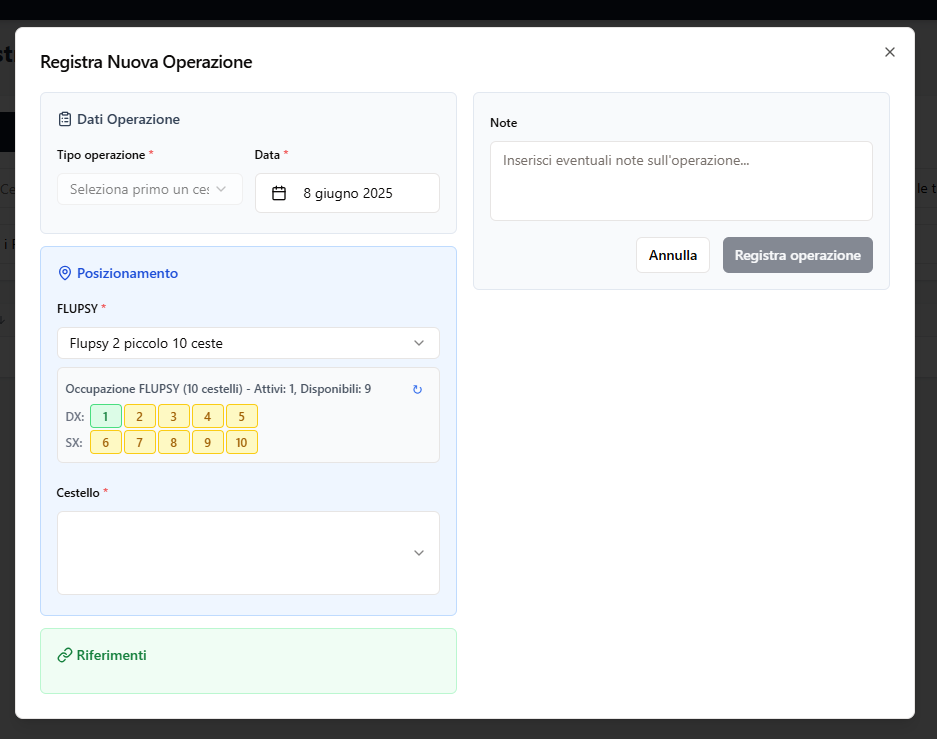 Registra Nuova Operazione
Dati Operazione
Tipo operazione *
Data *
Seleziona primo un ces
8 giugno 2025
Posizionamento
FLUPSY *
Flupsy 2 piccolo 10 ceste
Occupazione FLUPSY (10 cestelli) - Attivi: 1, Disponibili: 9
DX: 1 2 3 4 5
SX: 6 7 8 9 10
Cestello *
Riferimenti
Note
Inserisci eventuali note sull'operazione...
Annulla
Registra operazione